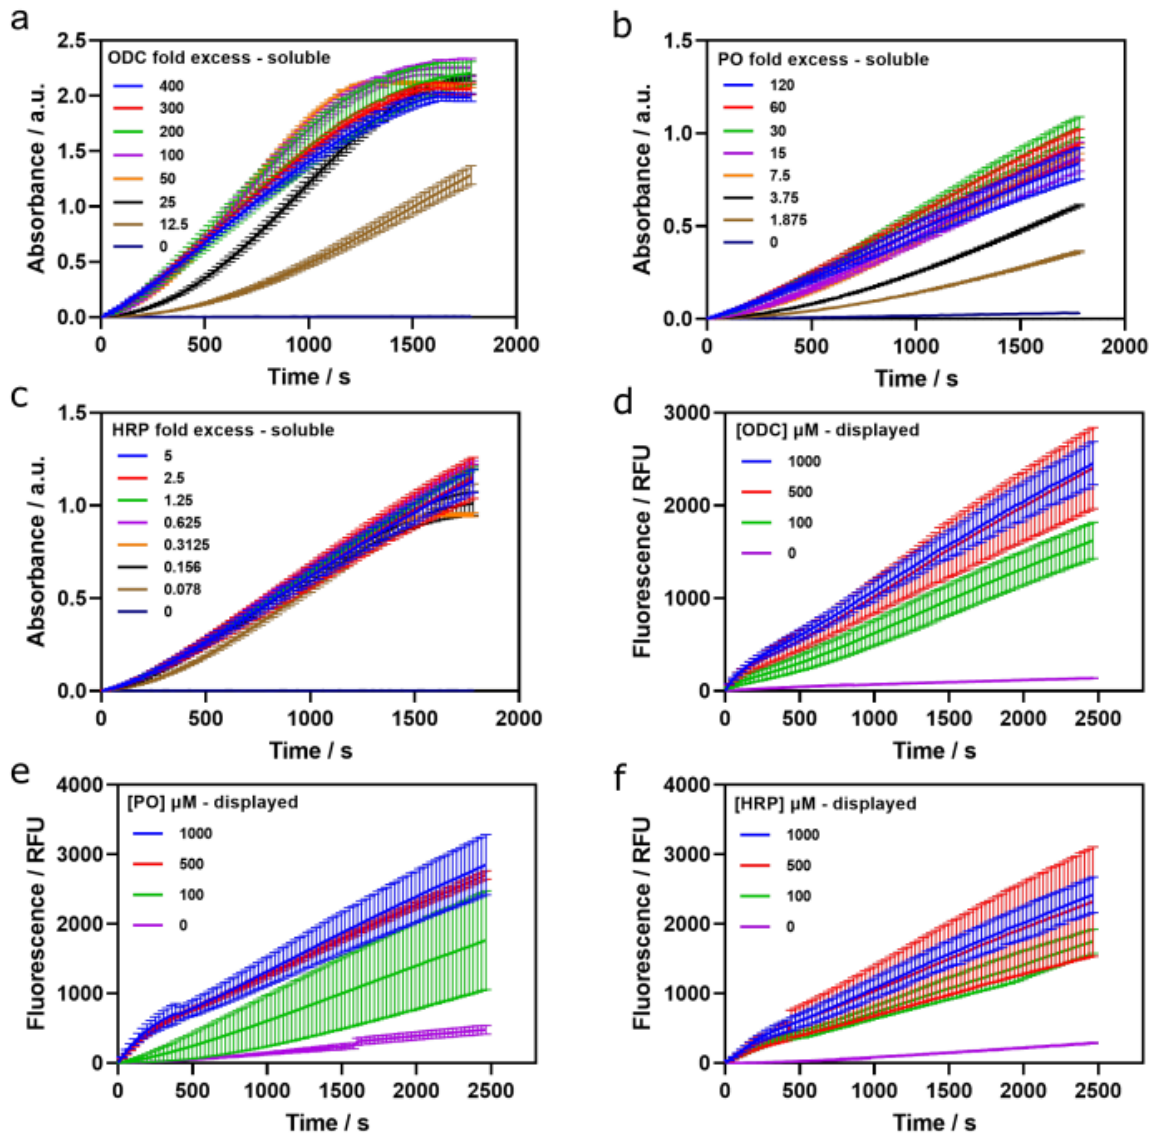 a
ODC fold excess - soluble
400
300
200
100
50
25
12.5
0
Absorbance / a.u.
2.5
2.0
1.5
1.0
0.5
0.0
0 500 1000 1500 2000
Time / s
b
PO fold excess - soluble
120
60
30
15
7.5
3.75
1.875
0
Absorbance / a.u.
1.5
1.0
0.5
0.0
0 500 1000 1500 2000
Time / s
c
HRP fold excess - soluble
5
2.5
1.25
0.625
0.3125
0.156
0.078
0
Absorbance / a.u.
1.5
1.0
0.5
0.0
0 500 1000 1500 2000
Time / s
d
[ODC] µM - displayed
1000
500
100
0
Fluorescence / RFU
3000
2000
1000
0
0 500 1000 1500 2000 2500
Time / s
e
[PO] µM - displayed
1000
500
100
0
Fluorescence / RFU
4000
3000
2000
1000
0
0 500 1000 1500 2000 2500
Time / s
f
[HRP] µM - displayed
1000
500
100
0
Fluorescence / RFU
4000
3000
2000
1000
0
0 500 1000 1500 2000 2500
Time / s